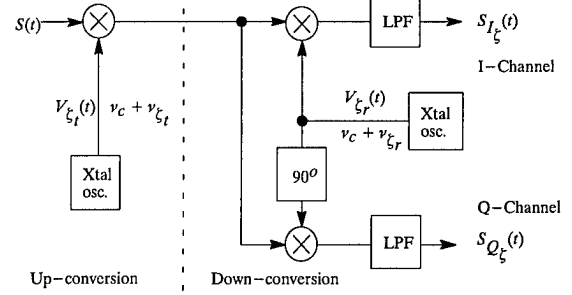 S(t)
LPF
S_{I_ζ}(t)
I−Channel
V_{ζ_t}(t) ν_c + ν_{ζ_t}
V_{ζ_r}(t)
ν_c + ν_{ζ_r}
Xtal
osc.
Xtal
osc.
90^o
Q−Channel
LPF
S_{Q_ζ}(t)
Up−conversion
Down−conversion